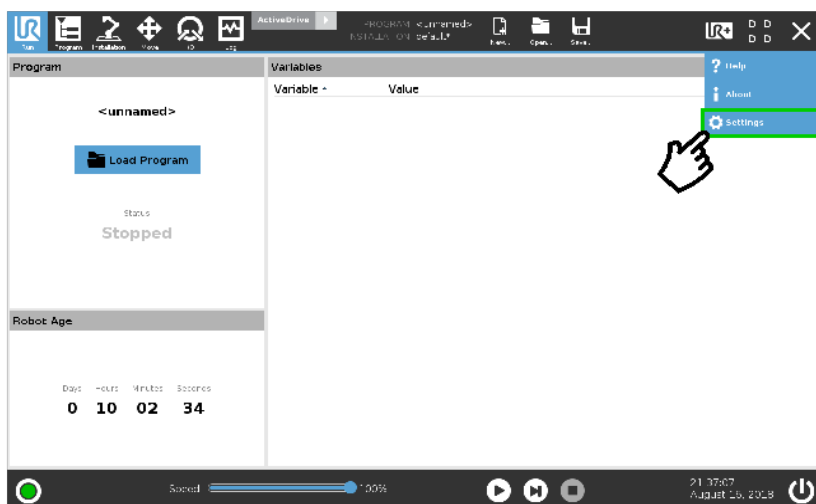 ActiveDrive
PROGRAM <unnamed>
INSTALLATION default*
Run
Program
Installation
Move
I/O
Log
New...
Open...
Save...
D D
D D
Program
Variables
Help
Variable
Value
About
<unnamed>
Settings
Load Program
Status
Stopped
Robot Age
Days Hours Minutes Seconds
0 10 02 34
Speed
100%
21:37:07
August 16, 2018